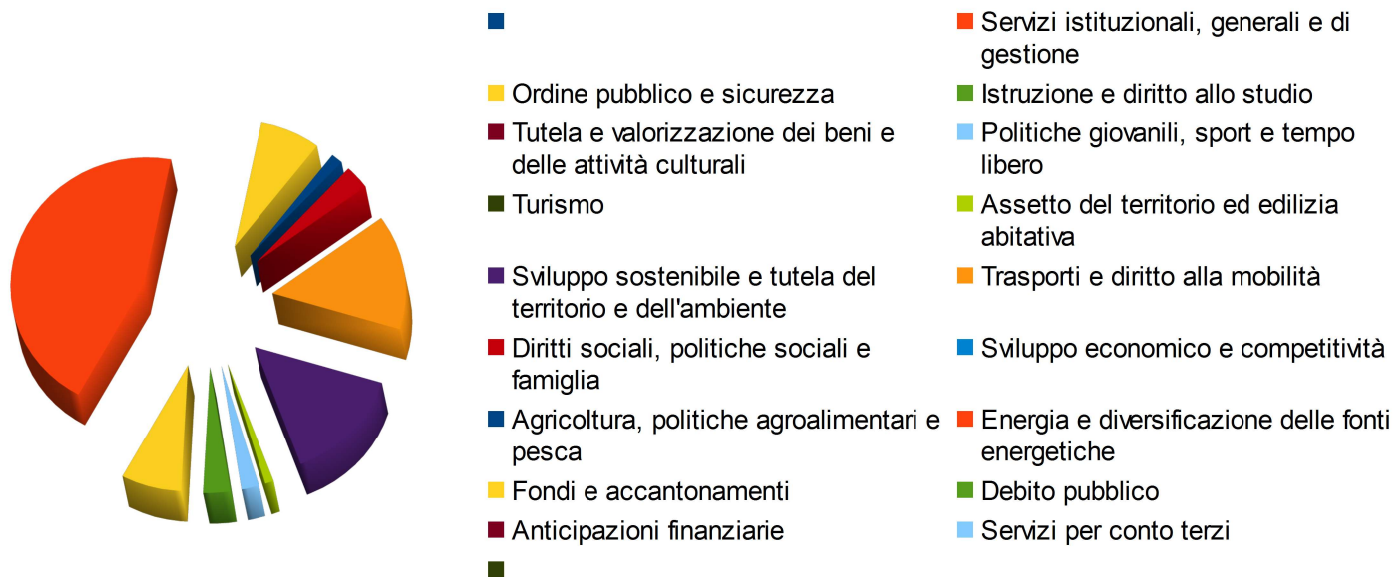 Servizi istituzionali, generali e di
gestione
Ordine pubblico e sicurezza
Istruzione e diritto allo studio
Tutela e valorizzazione dei beni e
delle attività culturali
Politiche giovanili, sport e tempo
libero
Turismo
Assetto del territorio ed edilizia
abitativa
Sviluppo sostenibile e tutela del
territorio e dell'ambiente
Trasporti e diritto alla mobilità
Diritti sociali, politiche sociali e
famiglia
Sviluppo economico e competitività
Agricoltura, politiche agroalimentari e
pesca
Energia e diversificazione delle fonti
energetiche
Fondi e accantonamenti
Debito pubblico
Anticipazioni finanziarie
Servizi per conto terzi